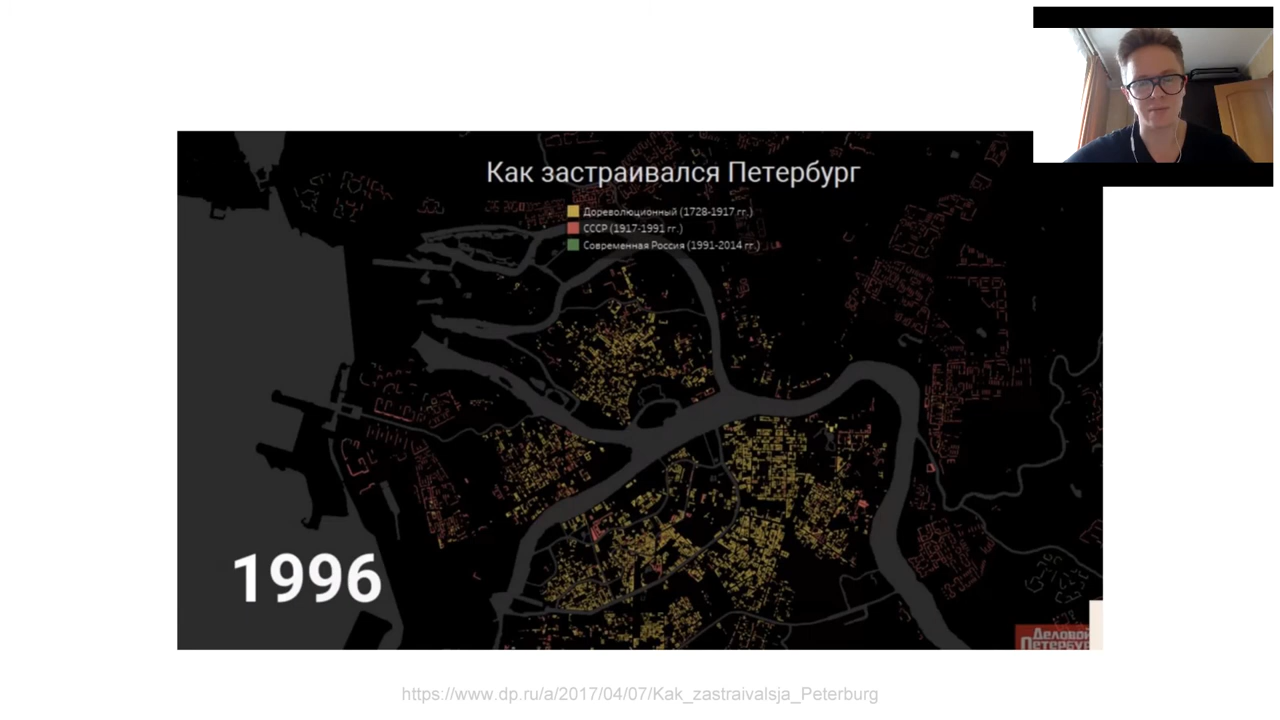 Как застраивался Петербург
Дореволюционный (1728-1917 гг.)
СССР (1917-1991 гг.)
Современная Россия (1991-2014 гг.)
1996
Деловой
Петербург
https://www.dp.ru/a/2017/04/07/Kak_zastraivalsja_Peterburg